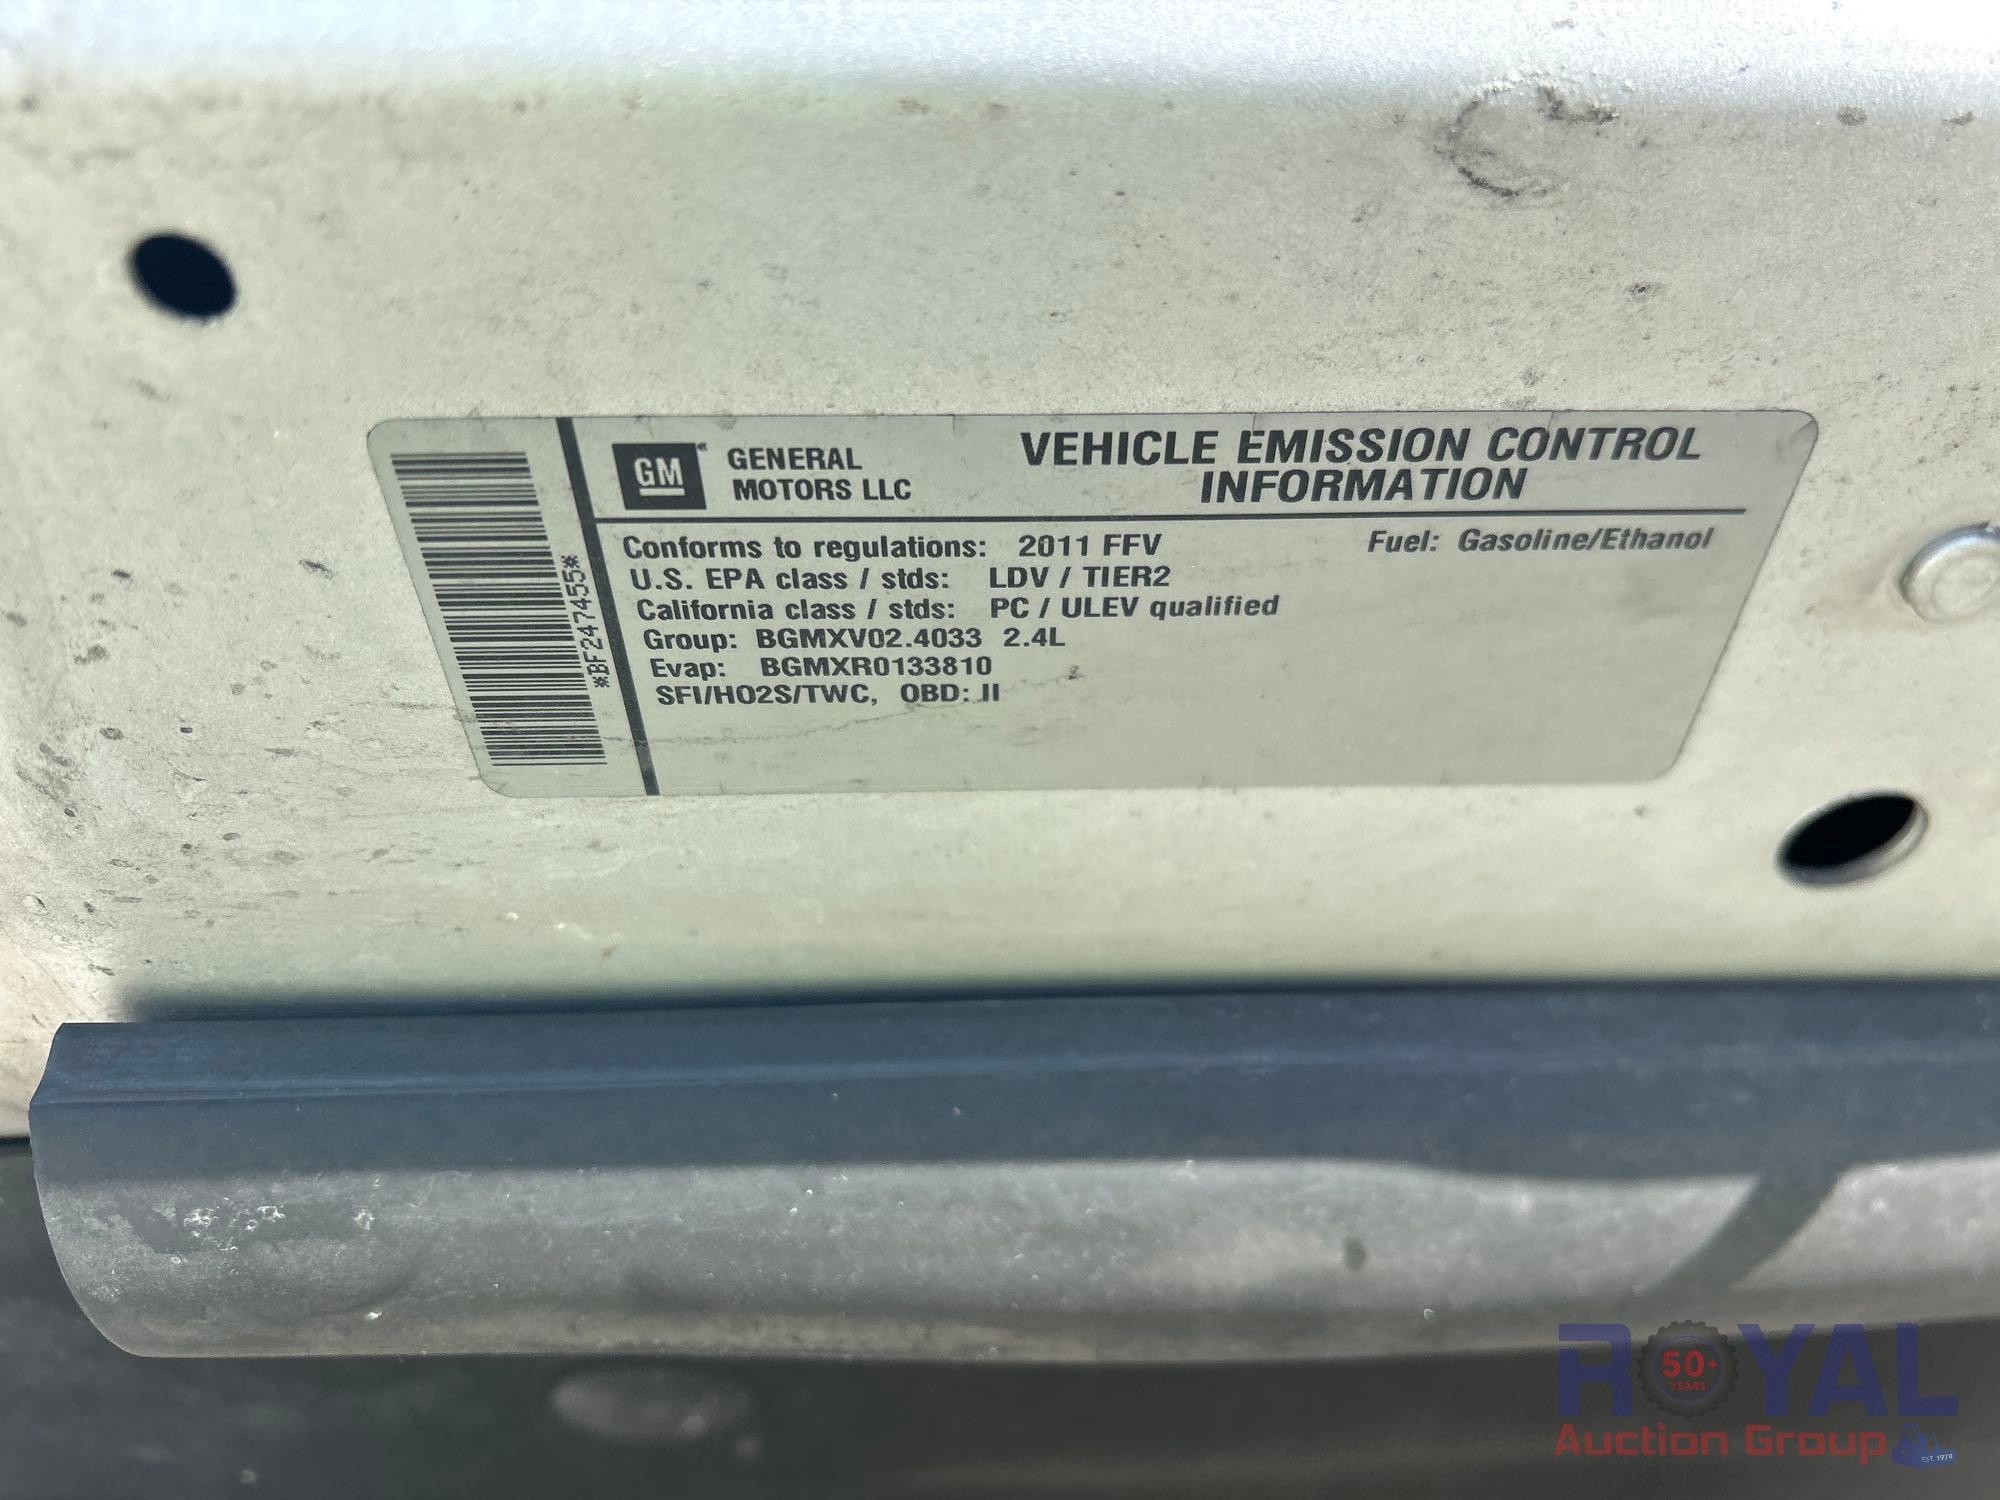 *BF247455*
GM
GENERAL
MOTORS LLC
VEHICLE EMISSION CONTROL
INFORMATION
Conforms to regulations: 2011 FFV
Fuel: Gasoline/Ethanol
U.S. EPA class / stds: LDV / TIER2
California class / stds: PC / ULEV qualified
Group: BGMXV02.4033 2.4L
Evap: BGMXR0133810
SFI/HO2S/TWC, OBD: II
ROYAL
50+
YEARS
Auction Group
EST. 1970